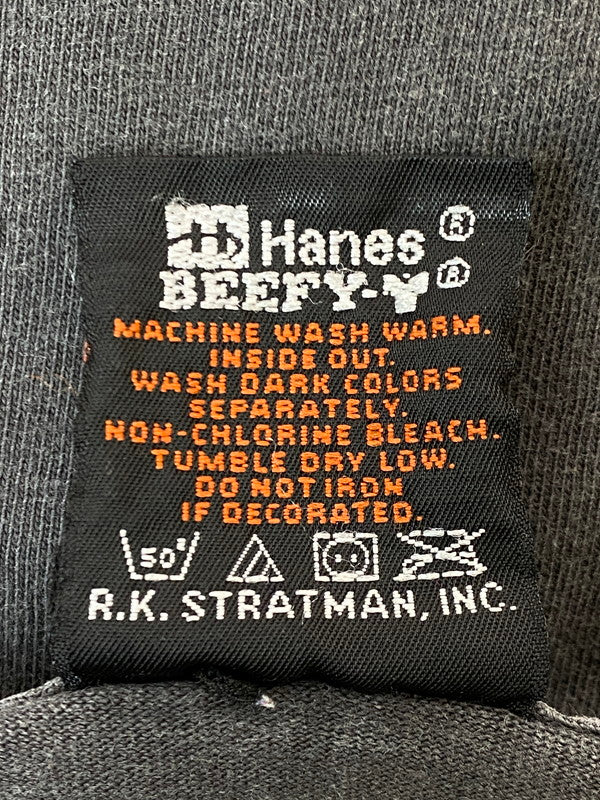 Hanes ®
BEEFY-T ®
MACHINE WASH WARM.
INSIDE OUT.
WASH DARK COLORS
SEPARATELY.
NON-CHLORINE BLEACH.
TUMBLE DRY LOW.
DO NOT IRON
IF DECORATED.
50°
R.K. STRATMAN, INC.